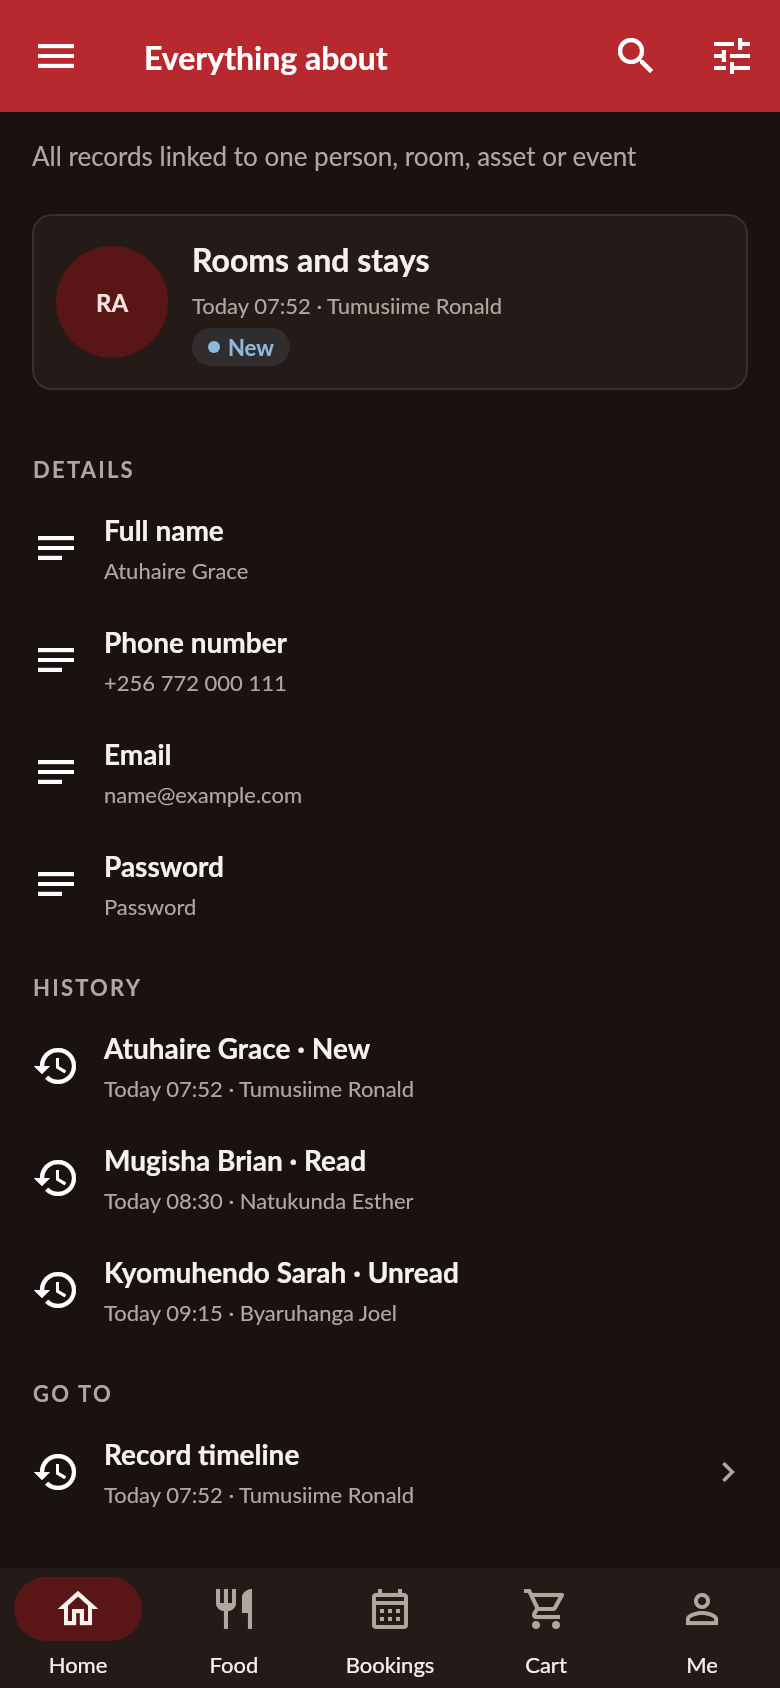 Everything about
All records linked to one person, room, asset or event
RA
Rooms and stays
Today 07:52 · Tumusiime Ronald
New
DETAILS
Full name
Atuhaire Grace
Phone number
+256 772 000 111
Email
name@example.com
Password
Password
HISTORY
Atuhaire Grace · New
Today 07:52 · Tumusiime Ronald
Mugisha Brian · Read
Today 08:30 · Natukunda Esther
Kyomuhendo Sarah · Unread
Today 09:15 · Byaruhanga Joel
GO TO
Record timeline
Today 07:52 · Tumusiime Ronald
Home
Food
Bookings
Cart
Me